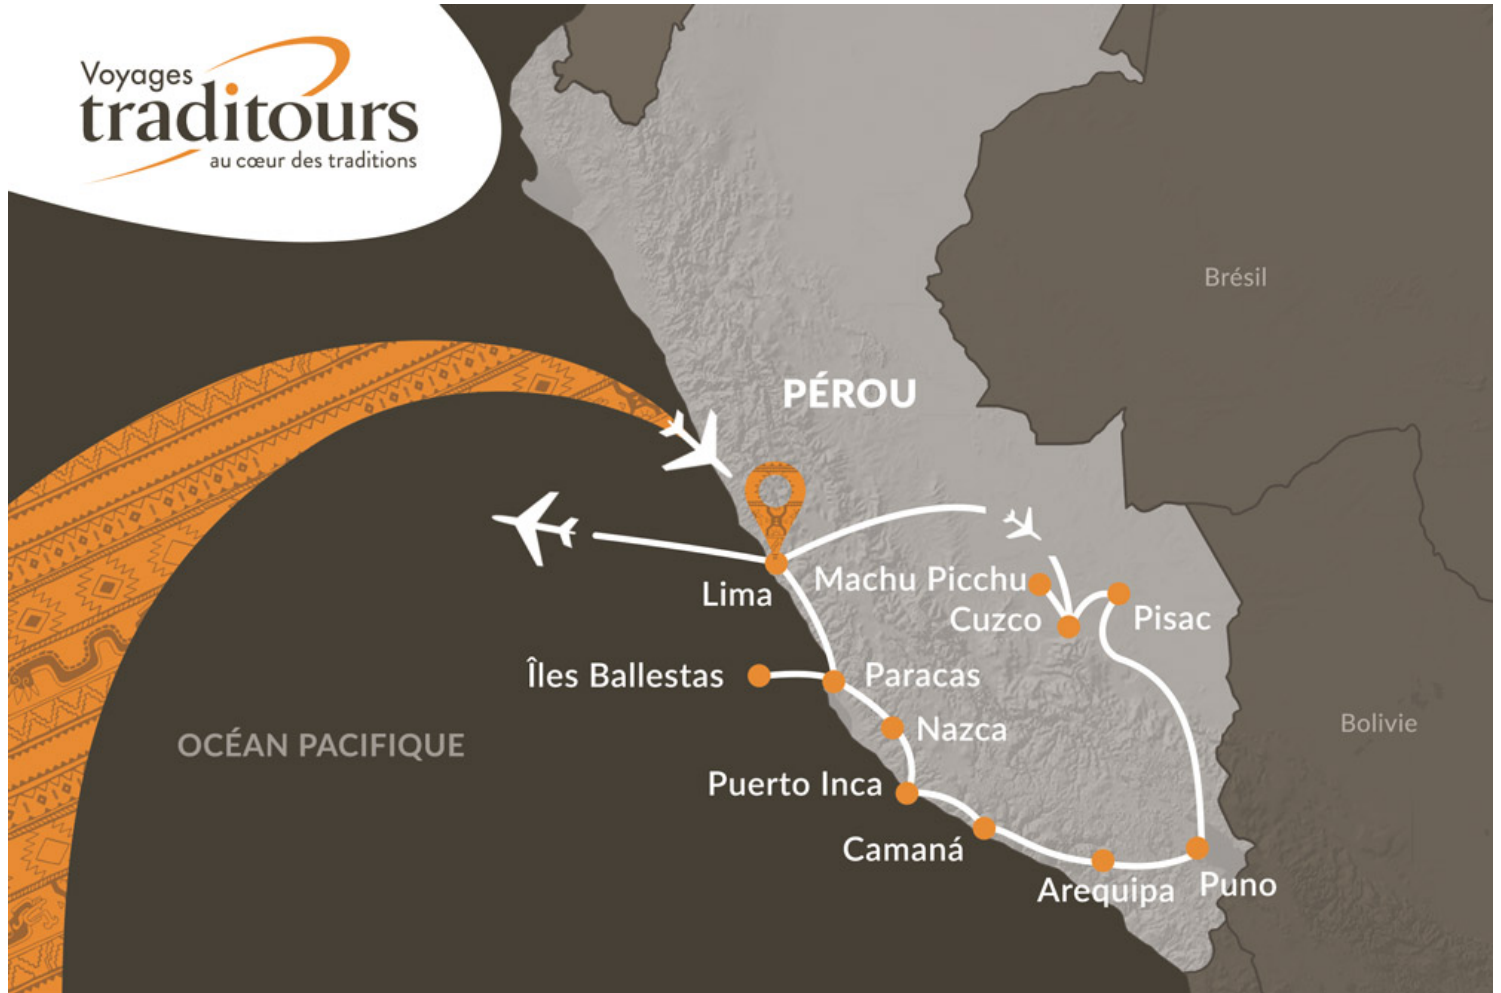 Voyages
traditours
au cœur des traditions
Brésil
PÉROU
Lima
Machu Picchu
Cuzco
Pisac
Îles Ballestas
Paracas
Nazca
OCÉAN PACIFIQUE
Bolivie
Puerto Inca
Camaná
Arequipa
Puno